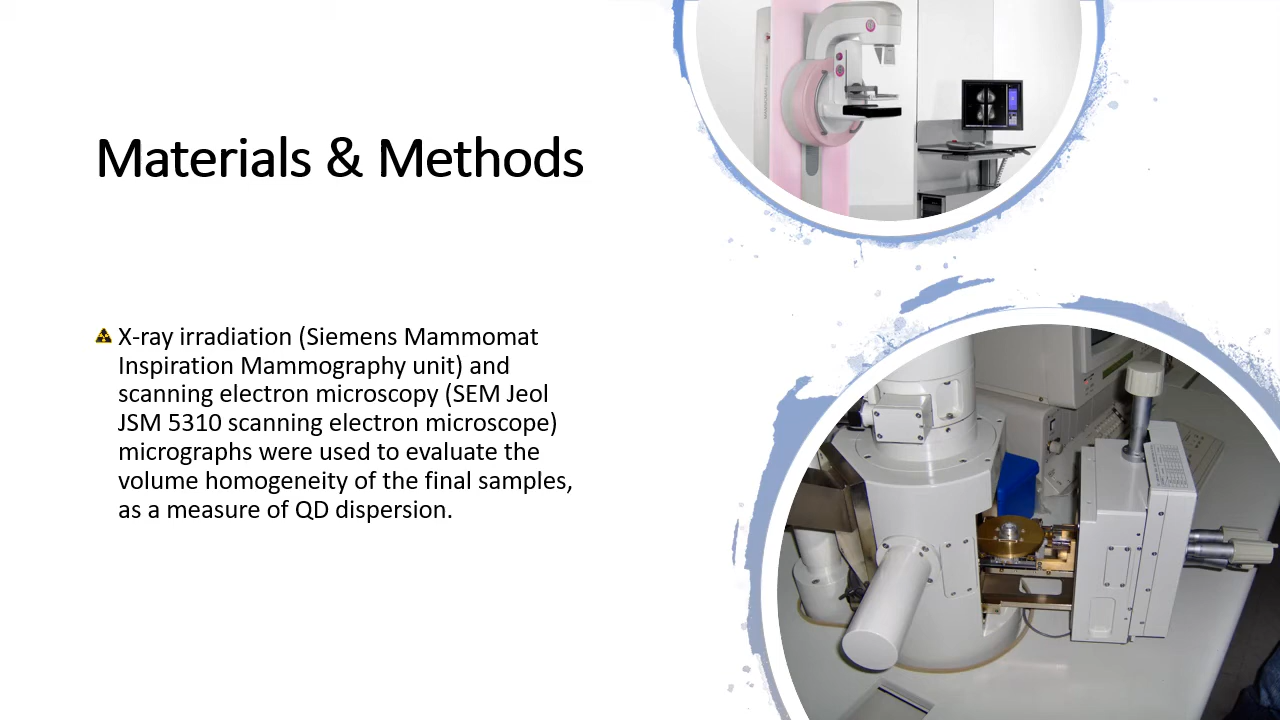 Materials & Methods
X-ray irradiation (Siemens Mammomat
Inspiration Mammography unit) and
scanning electron microscopy (SEM Jeol
JSM 5310 scanning electron microscope)
micrographs were used to evaluate the
volume homogeneity of the final samples,
as a measure of QD dispersion.